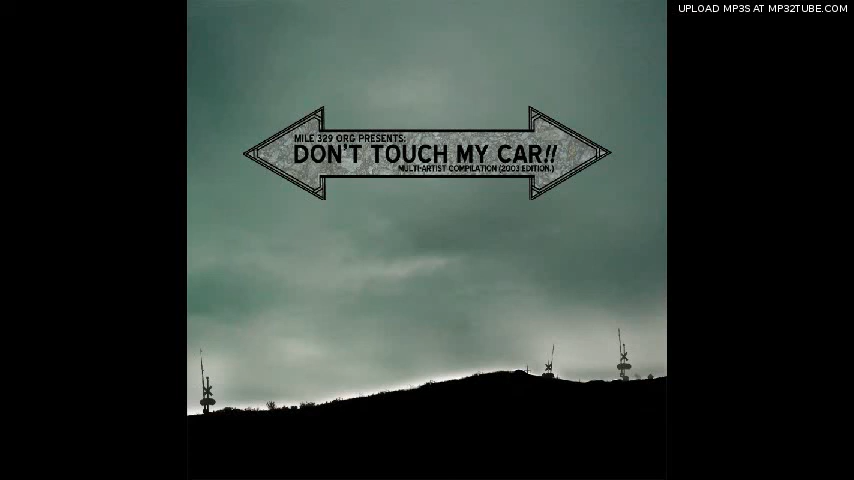 UPLOAD MP3S AT MP32TUBE.COM
MILE 329 ORG PRESENTS:
DON'T TOUCH MY CAR!!
MULTI-ARTIST COMPILATION (2003 EDITION.)